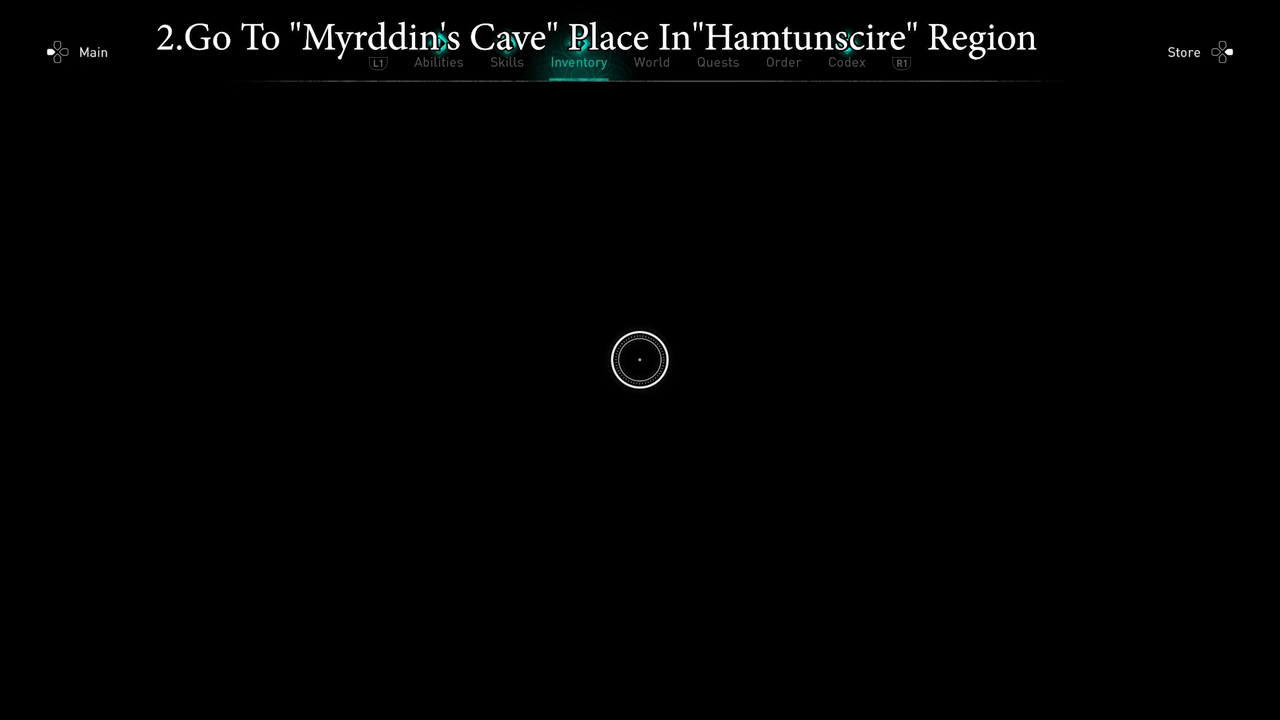 2.Go To "Myrddin's Cave" Place In"Hamtunscire" Region
Main
Store
L1 Abilities Skills Inventory World Quests Order Codex R1